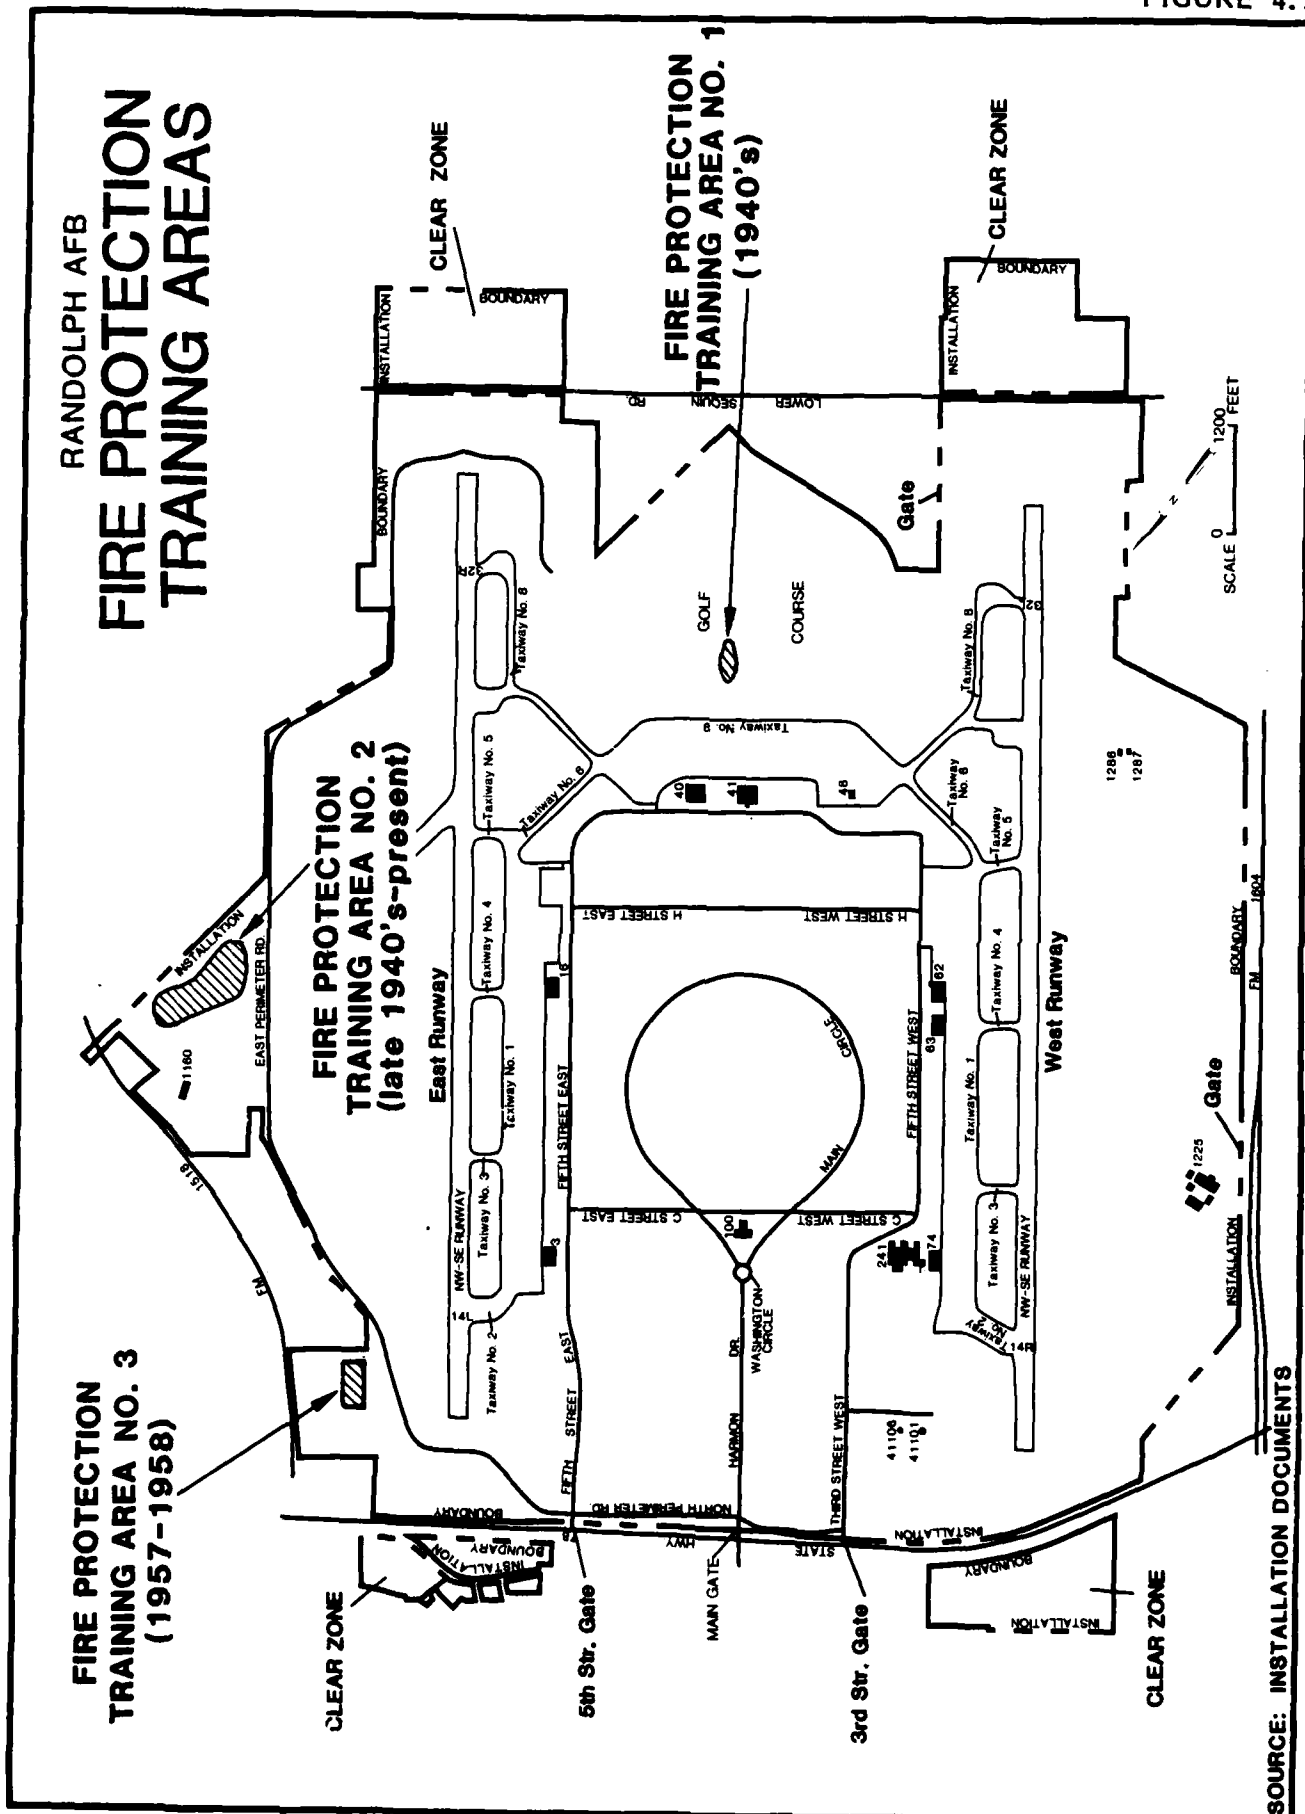 FIGURE 4.
RANDOLPH AFB
FIRE PROTECTION
TRAINING AREAS
FIRE PROTECTION
TRAINING AREA NO. 3
(1957-1958)
FIRE PROTECTION
TRAINING AREA NO. 2
(late 1940's-present)
FIRE PROTECTION
TRAINING AREA NO. 1
(1940's)
CLEAR ZONE
CLEAR ZONE
CLEAR ZONE
CLEAR ZONE
INSTALLATION
BOUNDARY
BOUNDARY
INSTALLATION
BOUNDARY
LOWER
SEQUIN
RD.
Gate
GOLF
COURSE
SCALE 0
1200 FEET
N
INSTALLATION
EAST PERIMETER RD.
1160
FM
1518
East Runway
NW-SE RUNWAY
14L
32R
Taxiway No. 2
Taxiway No. 3
Taxiway No. 1
Taxiway No. 4
Taxiway No. 5
Taxiway No. 6
Taxiway No. 8
Taxiway No. 9
3
16
40
41
48
FIFTH STREET EAST
FIFTH STREET EAST
H STREET EAST
H STREET WEST
C STREET EAST
C STREET WEST
MAIN
CIRCLE
100
WASHINGTON
CIRCLE
HARMON DR.
FIFTH STREET WEST
THIRD STREET WEST
62
63
74
241
41106
41101
Taxiway
No. 2
Taxiway No. 3
Taxiway No. 1
Taxiway No. 4
Taxiway
No. 5
Taxiway
No. 6
Taxiway No. 8
14R
32
NW-SE RUNWAY
West Runway
1286
1287
1225
Gate
INSTALLATION
BOUNDARY
FM
1604
BOUNDARY
78
NORTH PERIMETER RD.
HWY
STATE
INSTALLATION
INSTALLATION
BOUNDARY
5th Str. Gate
MAIN GATE
3rd Str. Gate
BOUNDARY
INSTALLATION
SOURCE: INSTALLATION DOCUMENTS